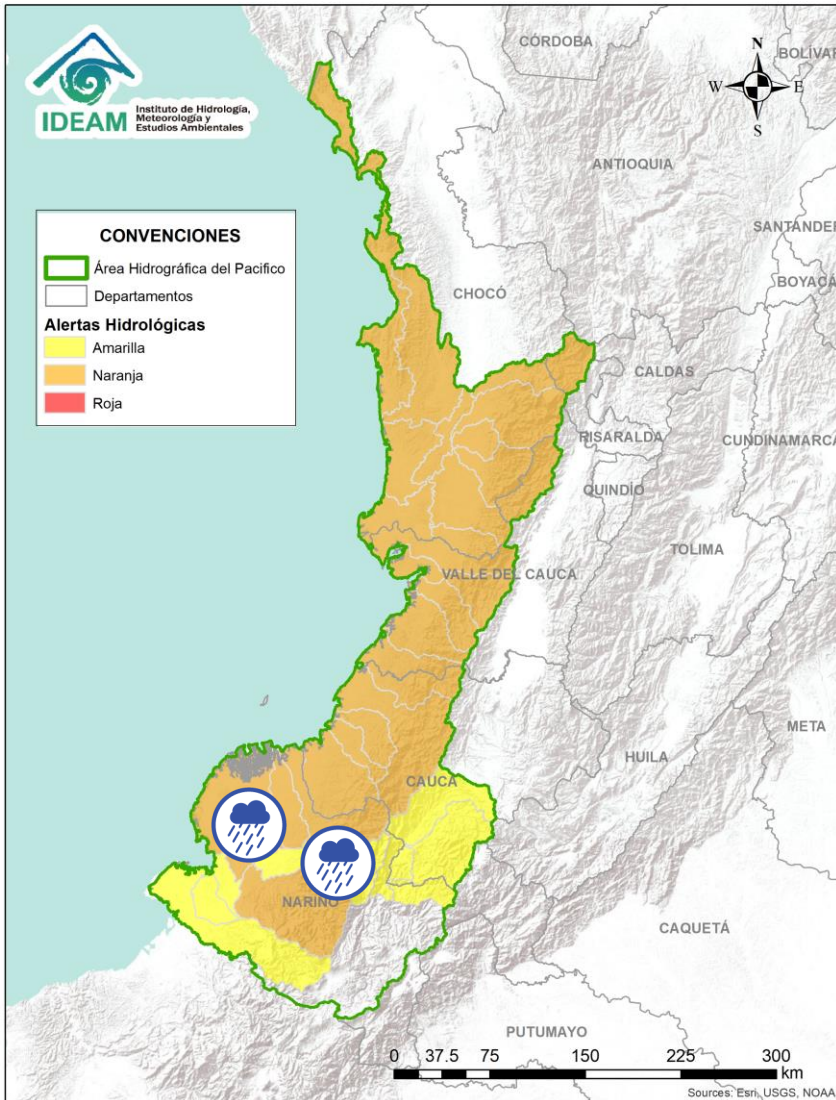 IDEAM
Instituto de Hidrología,
Meteorología y
Estudios Ambientales
CONVENCIONES
Área Hidrográfica del Pacifico
Departamentos
Alertas Hidrológicas
Amarilla
Naranja
Roja
N
W
E
S
CÓRDOBA
BOLÍVAR
ANTIOQUIA
SANTANDER
BOYACÁ
CHOCÓ
CALDAS
RISARALDA
CUNDINAMARCA
QUINDÍO
TOLIMA
VALLE DEL CAUCA
META
HUILA
CAUCA
NARIÑO
CAQUETÁ
PUTUMAYO
0 37.5 75 150 225 300
km
Sources: Esri, USGS, NOAA